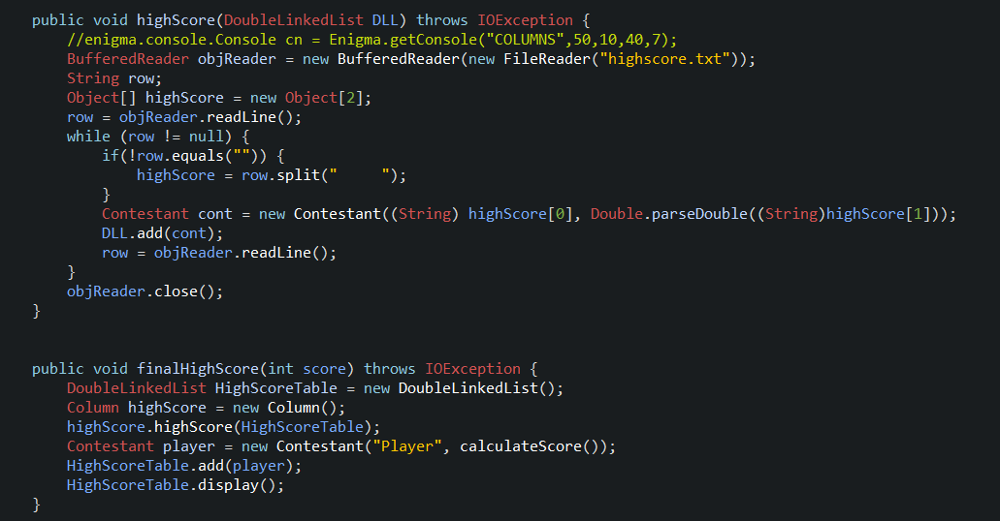 public void highScore(DoubleLinkedList DLL) throws IOException {
    //enigma.console.Console cn = Enigma.getConsole("COLUMNS",50,10,40,7);
    BufferedReader objReader = new BufferedReader(new FileReader("highscore.txt"));
    String row;
    Object[] highScore = new Object[2];
    row = objReader.readLine();
    while (row != null) {
        if(!row.equals("")) {
            highScore = row.split("     ");
        }
        Contestant cont = new Contestant((String) highScore[0], Double.parseDouble((String)highScore[1]));
        DLL.add(cont);
        row = objReader.readLine();
    }
    objReader.close();
}
public void finalHighScore(int score) throws IOException {
    DoubleLinkedList HighScoreTable = new DoubleLinkedList();
    Column highScore = new Column();
    highScore.highScore(HighScoreTable);
    Contestant player = new Contestant("Player", calculateScore());
    HighScoreTable.add(player);
    HighScoreTable.display();
}